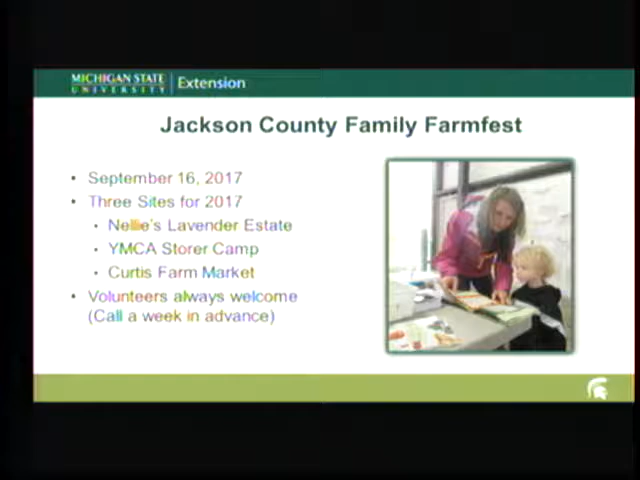 MICHIGAN STATE
UNIVERSITY
Extension
Jackson County Family Farmfest
• September 16, 2017
• Three Sites for 2017
• Nellie's Lavender Estate
• YMCA Storer Camp
• Curtis Farm Market
• Volunteers always welcome
(Call a week in advance)